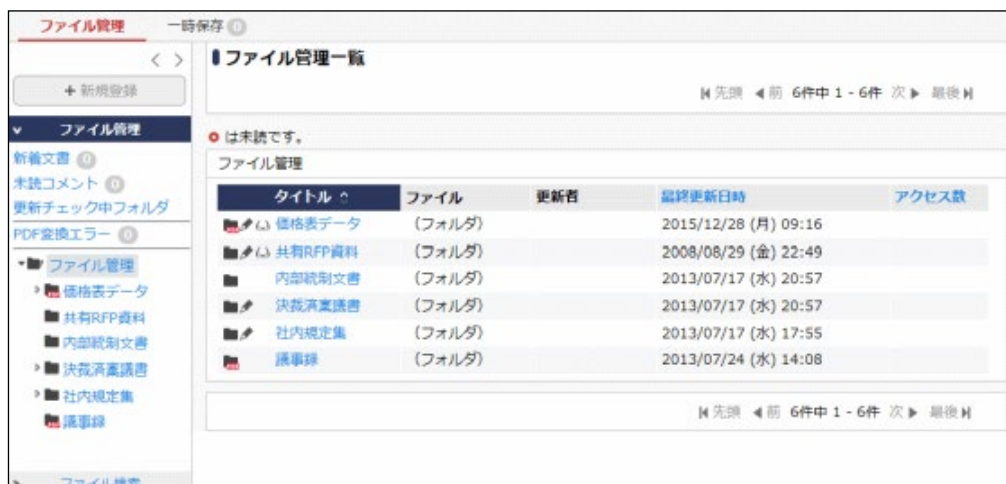 ファイル管理 一時保存 0
+ 新規登録
ファイル管理
新着文書 0
未読コメント 0
更新チェック中フォルダ
PDF変換エラー 0
ファイル管理
価格表データ
共有RFP資料
内部統制文書
決裁済稟議書
社内規定集
議事録
ファイル検索
ファイル管理一覧
先頭 前 6件中 1 - 6件 次 最後
は未読です。
ファイル管理
タイトル ファイル 更新者 最終更新日時 アクセス数
価格表データ (フォルダ) 2015/12/28 (月) 09:16
共有RFP資料 (フォルダ) 2008/08/29 (金) 22:49
内部統制文書 (フォルダ) 2013/07/17 (水) 20:57
決裁済稟議書 (フォルダ) 2013/07/17 (水) 20:57
社内規定集 (フォルダ) 2013/07/17 (水) 17:55
議事録 (フォルダ) 2013/07/24 (水) 14:08
先頭 前 6件中 1 - 6件 次 最後